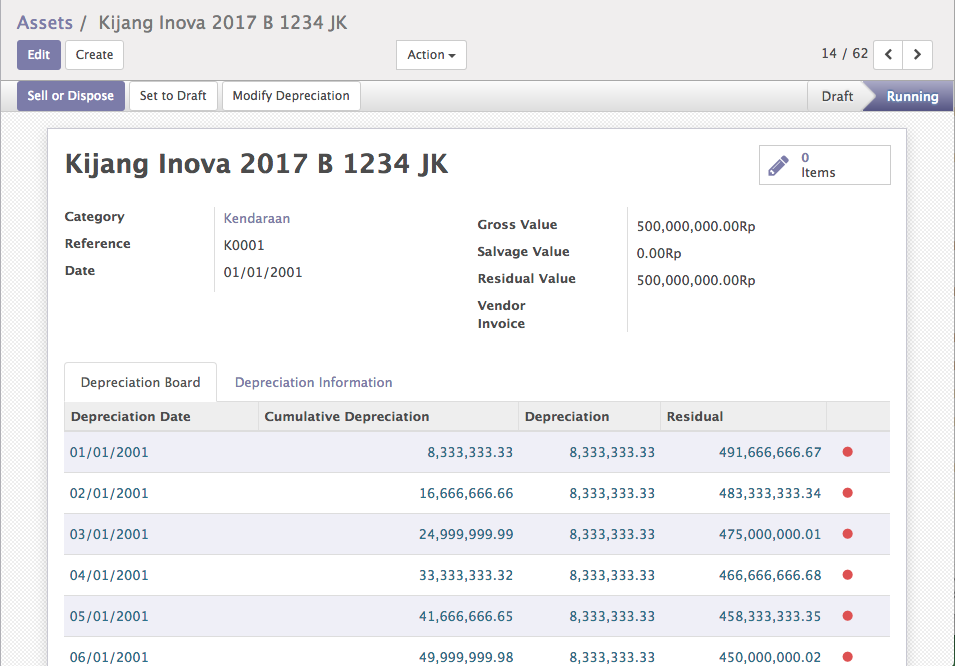 Assets / Kijang Inova 2017 B 1234 JK
Edit Create Action 14 / 62
Sell or Dispose Set to Draft Modify Depreciation Draft Running
Kijang Inova 2017 B 1234 JK
0
Items
Category Kendaraan
Reference K0001
Date 01/01/2001
Gross Value 500,000,000.00Rp
Salvage Value 0.00Rp
Residual Value 500,000,000.00Rp
Vendor
Invoice
Depreciation Board Depreciation Information
Depreciation Date Cumulative Depreciation Depreciation Residual
01/01/2001 8,333,333.33 8,333,333.33 491,666,666.67
02/01/2001 16,666,666.66 8,333,333.33 483,333,333.34
03/01/2001 24,999,999.99 8,333,333.33 475,000,000.01
04/01/2001 33,333,333.32 8,333,333.33 466,666,666.68
05/01/2001 41,666,666.65 8,333,333.33 458,333,333.35
06/01/2001 49,999,999.98 8,333,333.33 450,000,000.02